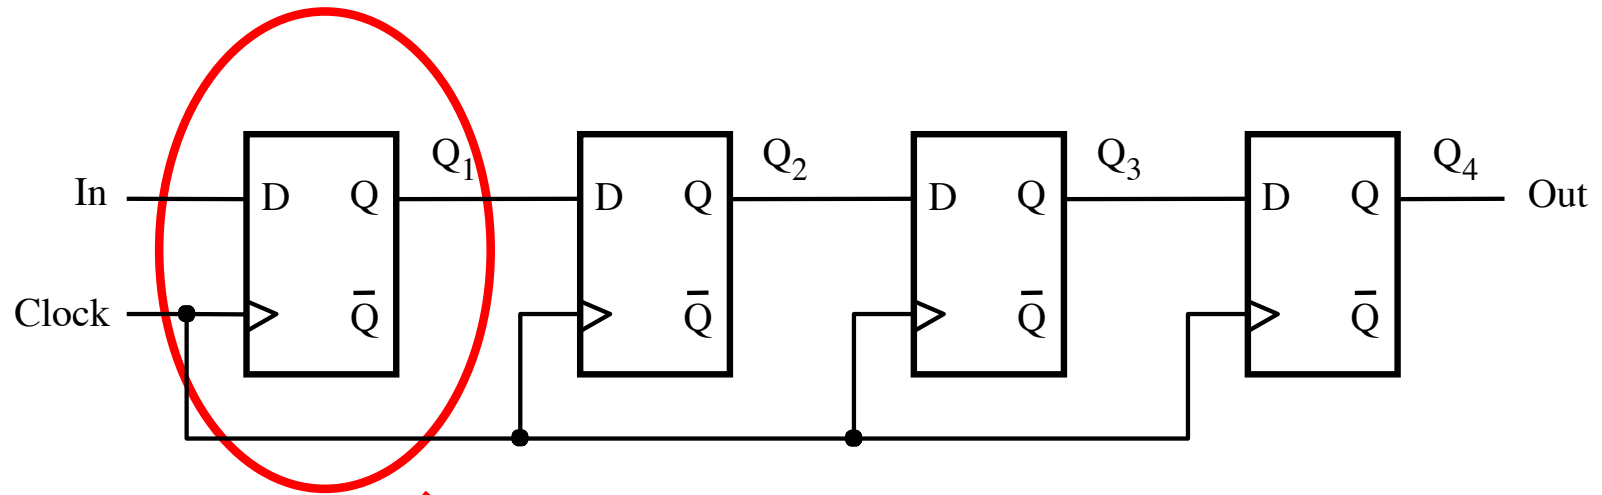 Q₁ Q₂ Q₃ Q₄
In D Q D Q D Q D Q Out
Clock Q̅ Q̅ Q̅ Q̅